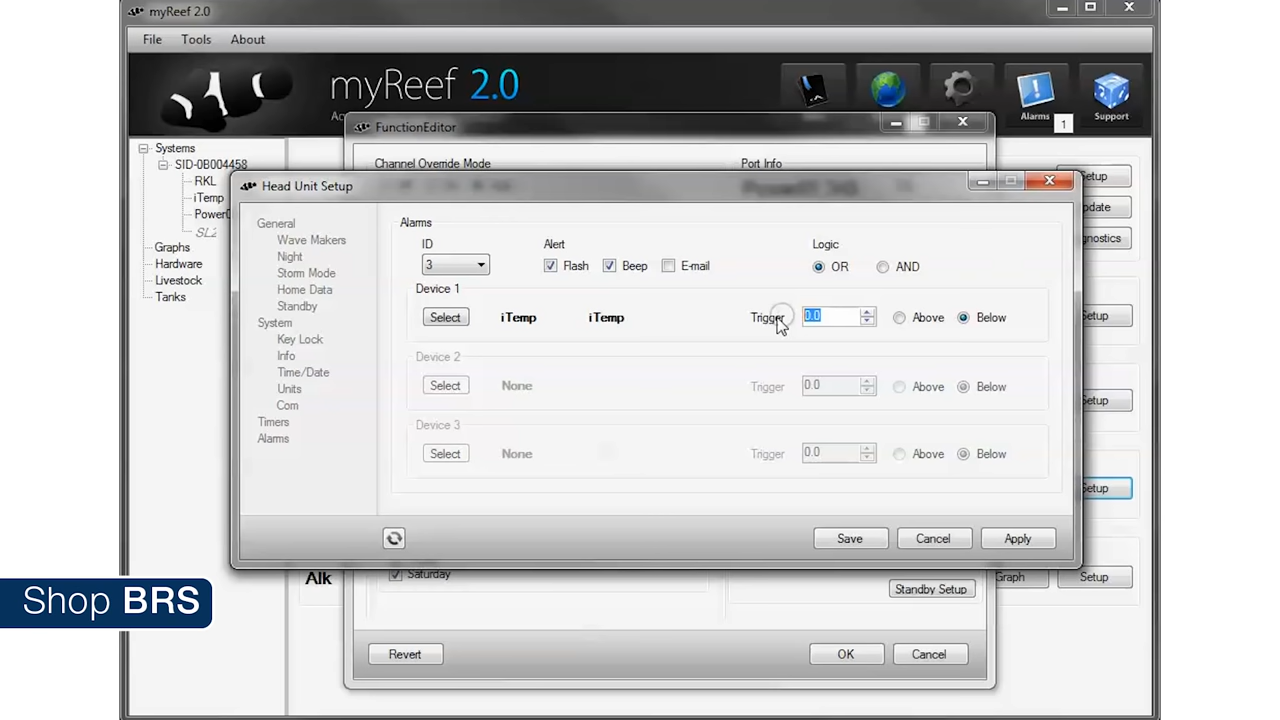 myReef 2.0
File Tools About
myReef 2.0
Alarms 1
Support
FunctionEditor
Systems
SID-0B004458
RKL
iTemp
SL2
Graphs
Hardware
Livestock
Tanks
Channel Override Mode
Port Info
Head Unit Setup
General
Wave Makers
Night
Storm Mode
Home Data
Standby
System
Key Lock
Info
Time/Date
Units
Com
Timers
Alarms
Alarms
ID Alert Logic
3 Flash Beep E-mail OR AND
Device 1
Select iTemp iTemp Trigger 0.0 Above Below
Device 2
Select None Trigger 0.0 Above Below
Device 3
Select None Trigger 0.0 Above Below
Save Cancel Apply
Setup
Alk
Saturday
Graph Setup
Standby Setup
Revert OK Cancel
Shop BRS